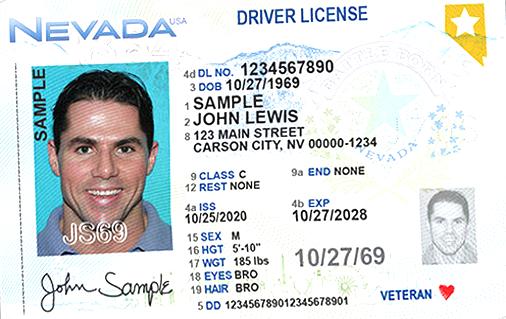 NEVADA USA
DRIVER LICENSE
SAMPLE
4d DL NO. 1234567890
3 DOB 10/27/1969
1 SAMPLE
2 JOHN LEWIS
8 123 MAIN STREET
CARSON CITY, NV 00000-1234
9 CLASS C 9a END NONE
12 REST NONE
4a ISS 4b EXP
10/25/2020 10/27/2028
15 SEX M
16 HGT 5'-10"
17 WGT 185 lbs
18 EYES BRO
19 HAIR BRO
5 DD 123456789012345678901
10/27/69
JS69
John Sample
VETERAN
BATTLE BORN
NEVADA